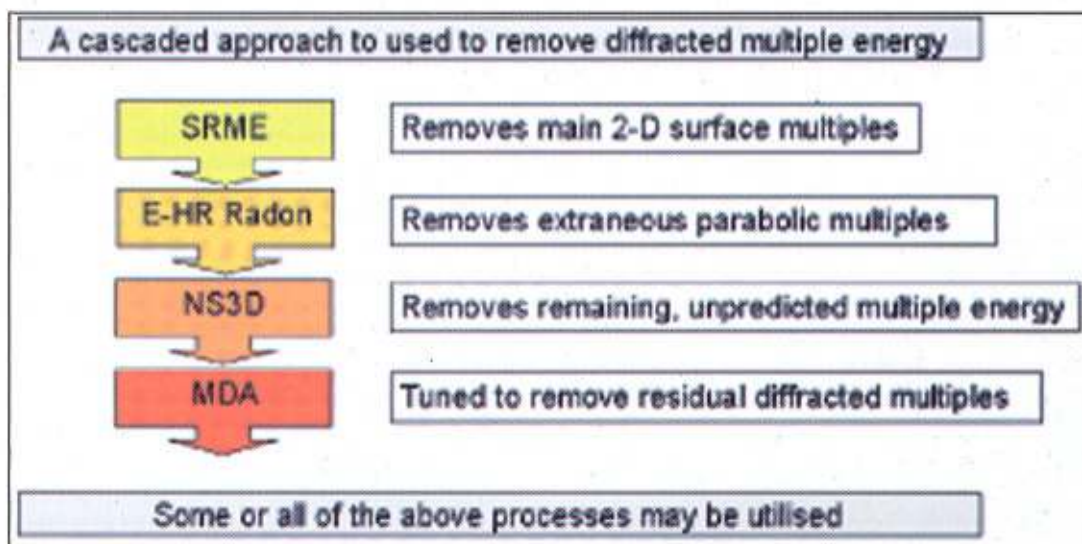 A cascaded approach to used to remove diffracted multiple energy
SRME
Removes main 2-D surface multiples
E-HR Radon
Removes extraneous parabolic multiples
NS3D
Removes remaining, unpredicted multiple energy
MDA
Tuned to remove residual diffracted multiples
Some or all of the above processes may be utilised